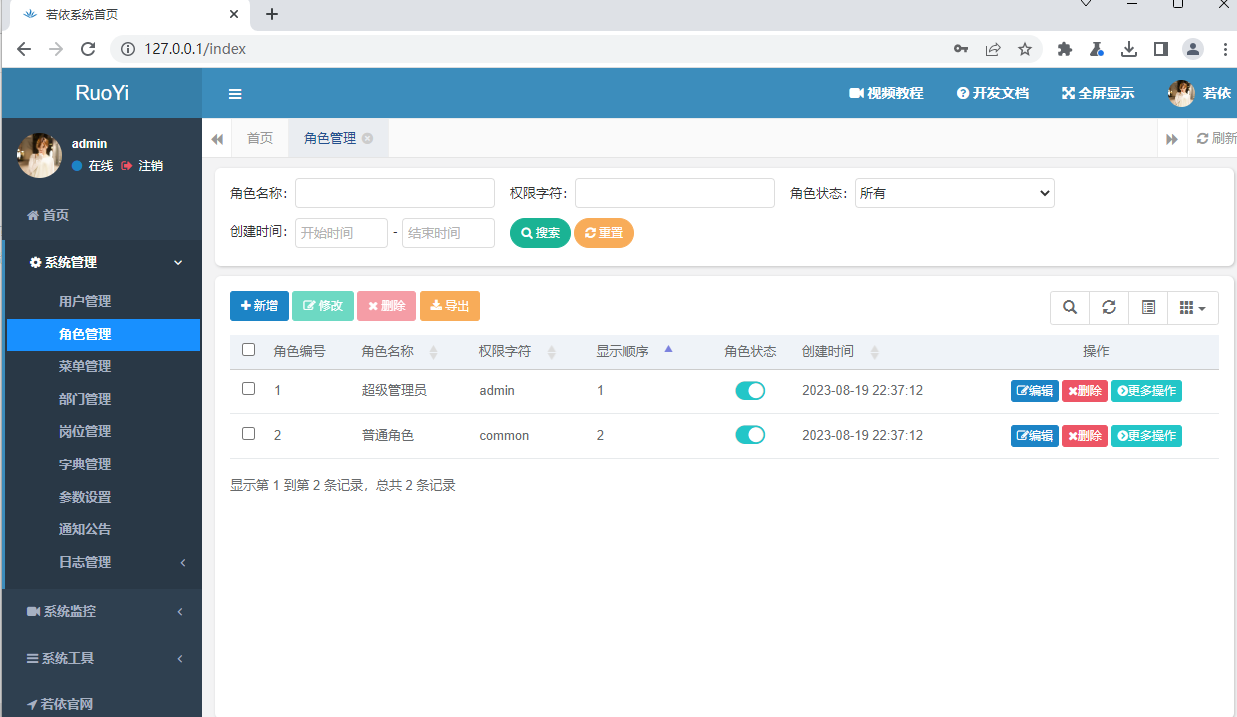 若依系统首页
127.0.0.1/index
RuoYi
视频教程 开发文档 全屏显示 若依
admin
在线 注销
首页 角色管理 刷新
首页
系统管理
用户管理
角色管理
菜单管理
部门管理
岗位管理
字典管理
参数设置
通知公告
日志管理
系统监控
系统工具
若依官网
角色名称： 权限字符： 角色状态： 所有
创建时间： 开始时间 - 结束时间 搜索 重置
新增 修改 删除 导出
角色编号 角色名称 权限字符 显示顺序 角色状态 创建时间 操作
1 超级管理员 admin 1 2023-08-19 22:37:12 编辑 删除 更多操作
2 普通角色 common 2 2023-08-19 22:37:12 编辑 删除 更多操作
显示第 1 到第 2 条记录，总共 2 条记录